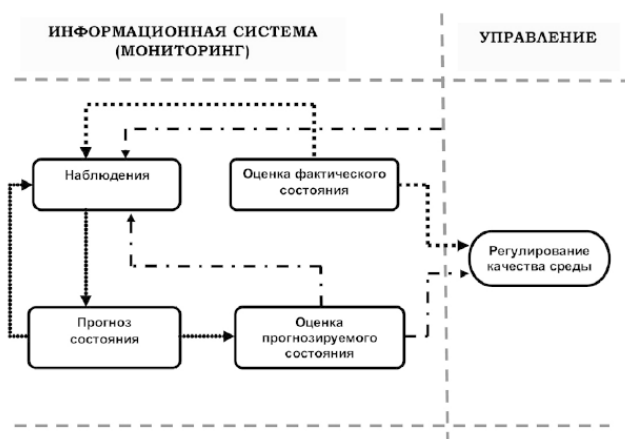 ИНФОРМАЦИОННАЯ СИСТЕМА
(МОНИТОРИНГ)
УПРАВЛЕНИЕ
Наблюдения
Оценка фактического
состояния
Регулирование
качества среды
Прогноз
состояния
Оценка
прогнозируемого
состояния